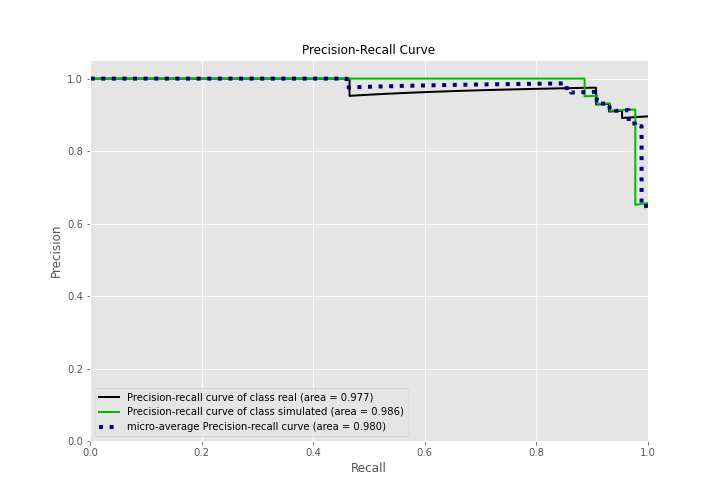 Precision-Recall Curve
1.0
0.8
0.6
0.4
0.2
0.0
Precision
Precision-recall curve of class real (area = 0.977)
Precision-recall curve of class simulated (area = 0.986)
micro-average Precision-recall curve (area = 0.980)
0.0 0.2 0.4 0.6 0.8 1.0
Recall